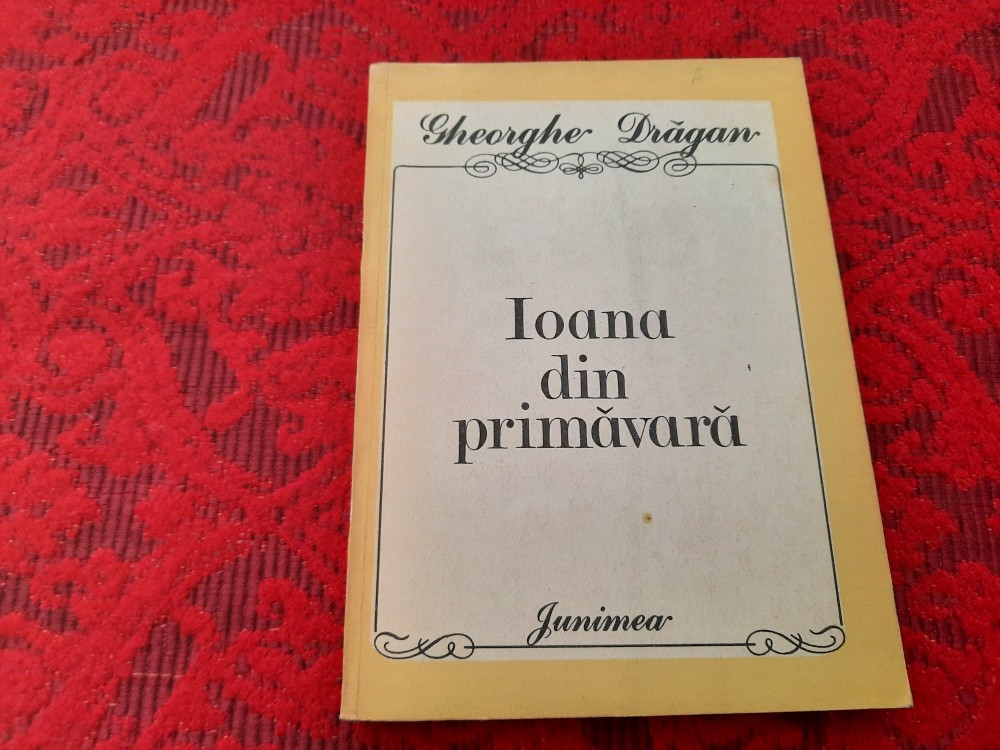 Gheorghe Drăgan
Ioana
din
primăvară
Junimea